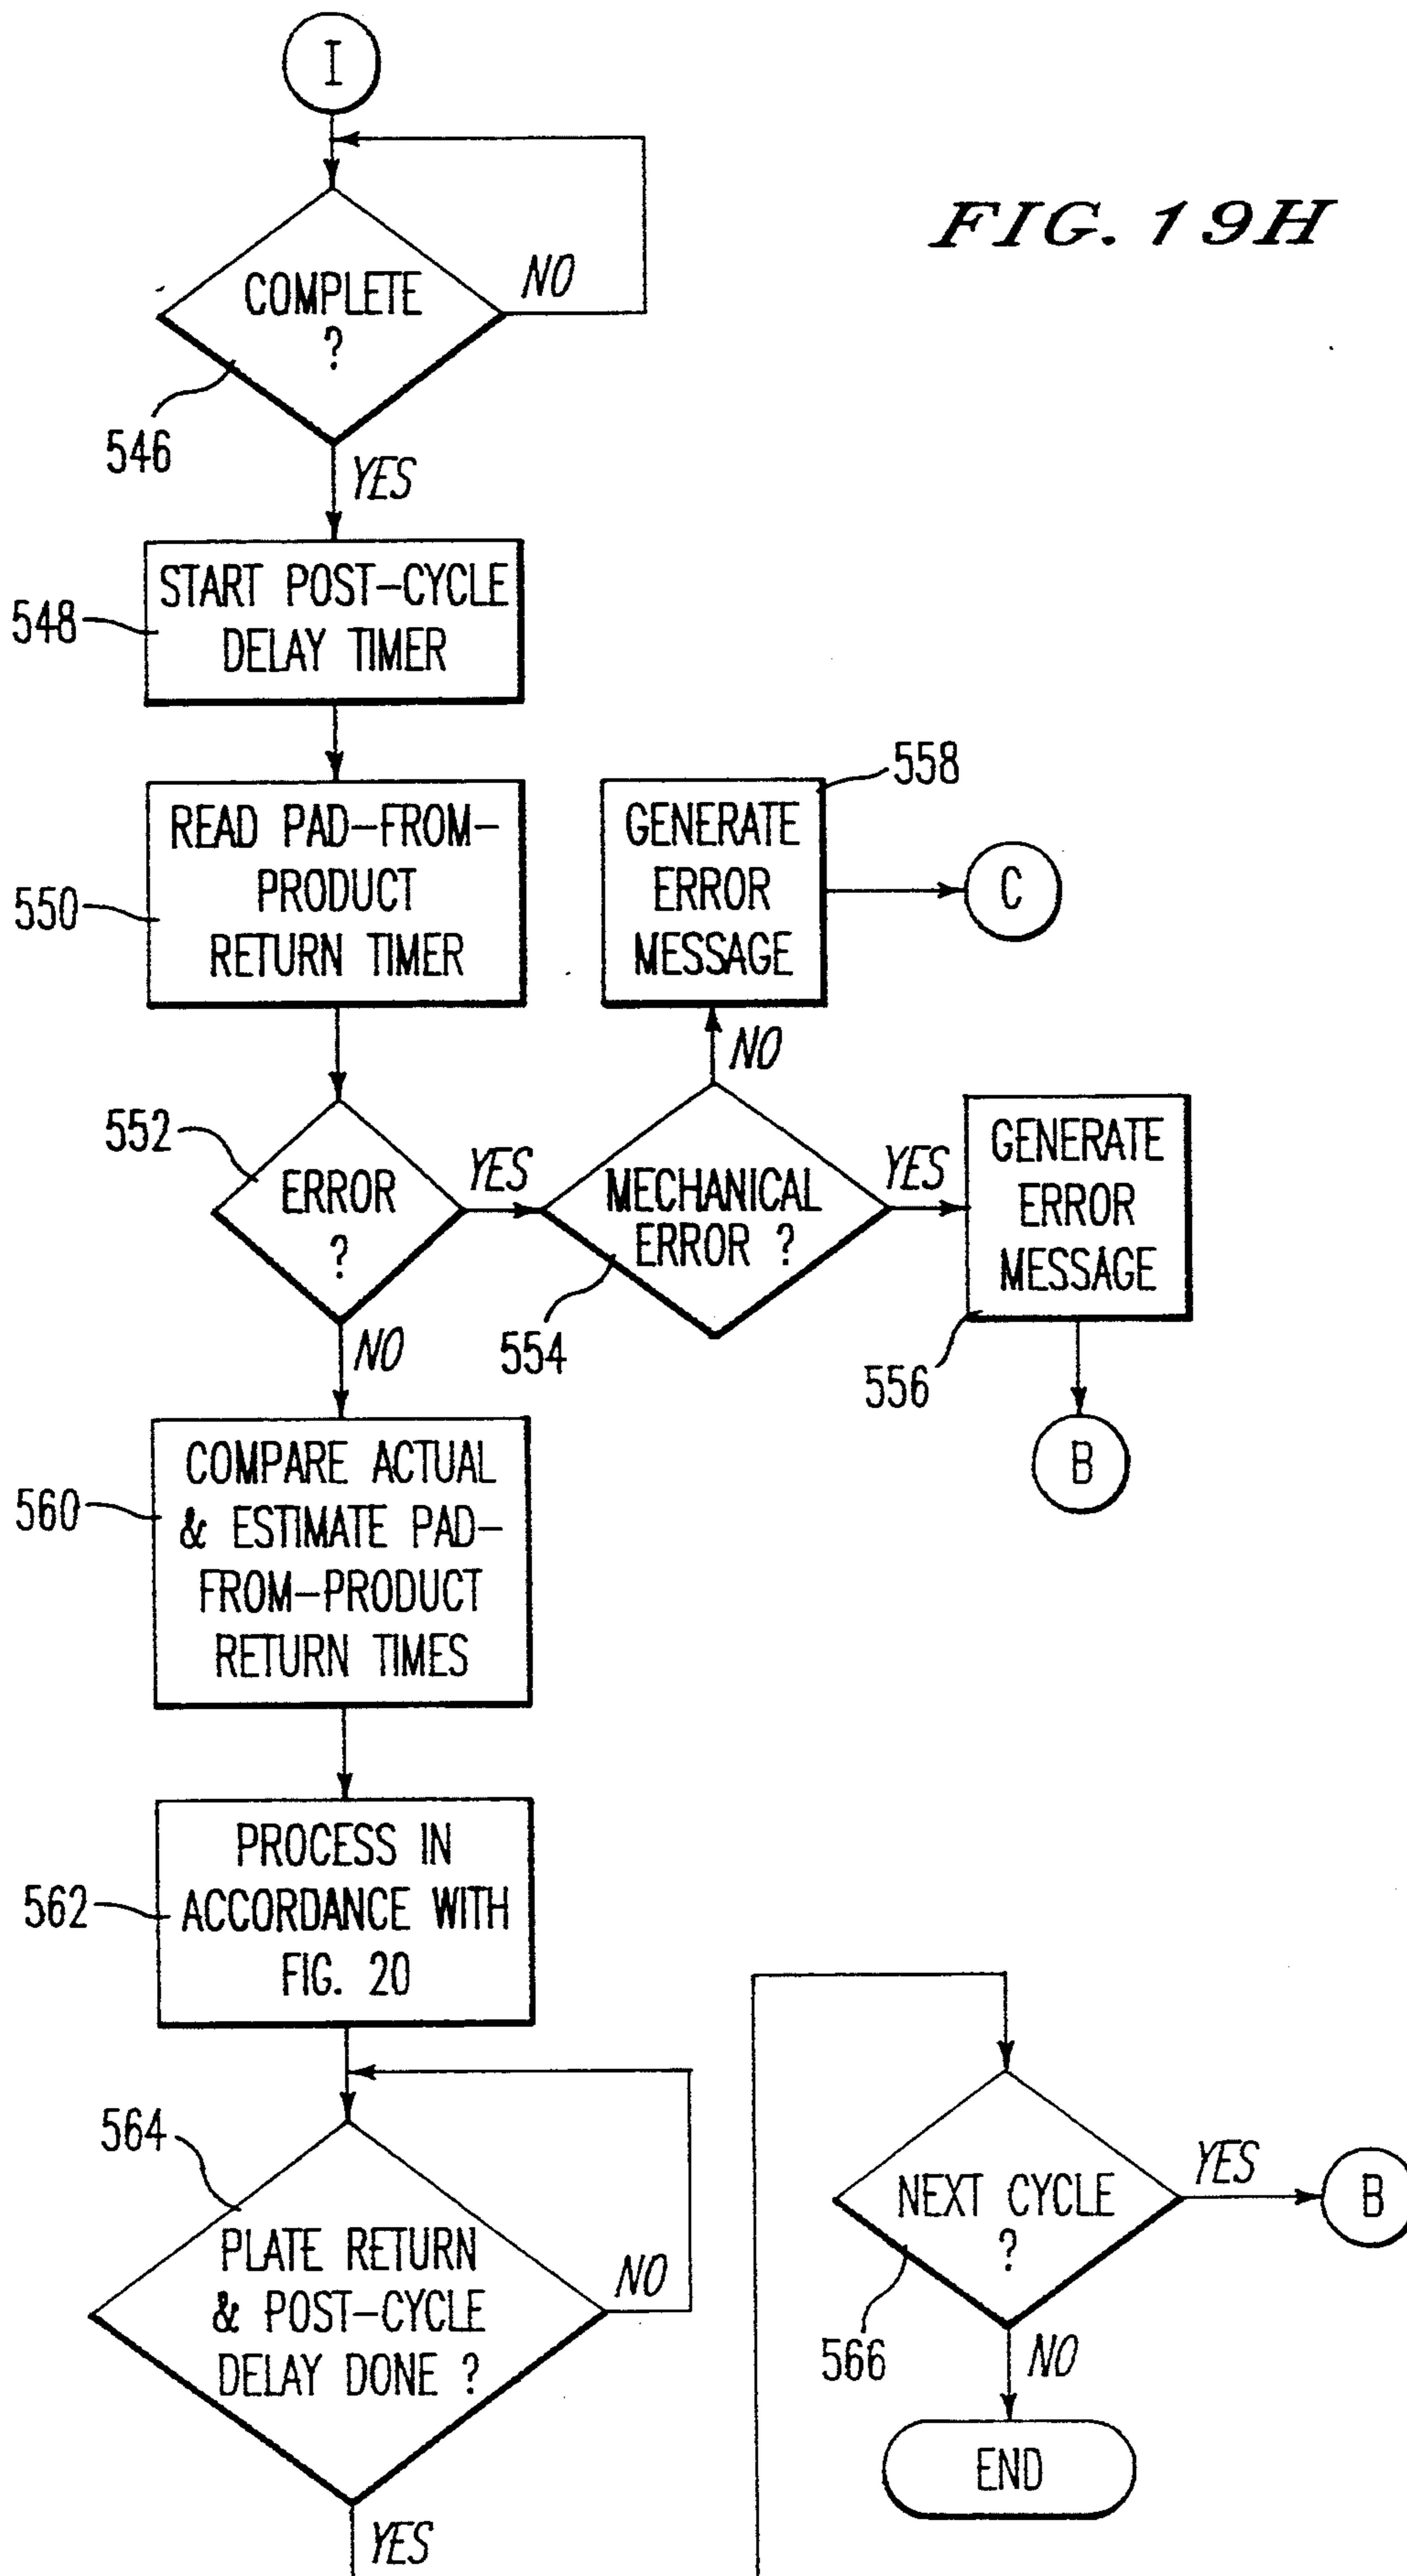 I
FIG. 19H
COMPLETE
?
NO
546
YES
START POST-CYCLE
DELAY TIMER
548
READ PAD-FROM-
PRODUCT
RETURN TIMER
550
558
GENERATE
ERROR
MESSAGE
C
NO
552
ERROR
?
YES
MECHANICAL
ERROR ?
554
YES
GENERATE
ERROR
MESSAGE
556
B
NO
COMPARE ACTUAL
& ESTIMATE PAD-
FROM-PRODUCT
RETURN TIMES
560
PROCESS IN
ACCORDANCE WITH
FIG. 20
562
564
PLATE RETURN
& POST-CYCLE
DELAY DONE ?
NO
YES
NEXT CYCLE
?
566
YES
B
NO
END